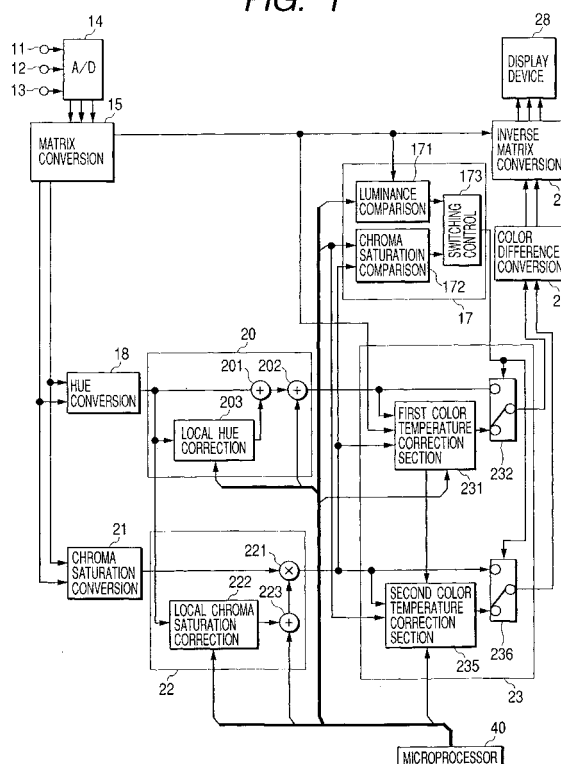 FIG. 1
14
28
11
12
13
A/D
DISPLAY
DEVICE
15
MATRIX
CONVERSION
INVERSE
MATRIX
CONVERSION
2
171
173
LUMINANCE
COMPARISON
SWITCHING
CONTROL
CHROMA
SATURATIOIN
COMPARISON
172
17
COLOR
DIFFERENCE
CONVERSION
2
20
18
201
202
HUE
CONVERSION
203
LOCAL HUE
CORRECTION
FIRST COLOR
TEMPERATURE
CORRECTION
SECTION
231
232
21
221
CHROMA
SATURATION
CONVERSION
222
223
LOCAL CHROMA
SATURATION
CORRECTION
SECOND COLOR
TEMPERATURE
CORRECTION
SECTION
235
236
22
23
40
MICROPROCESSOR